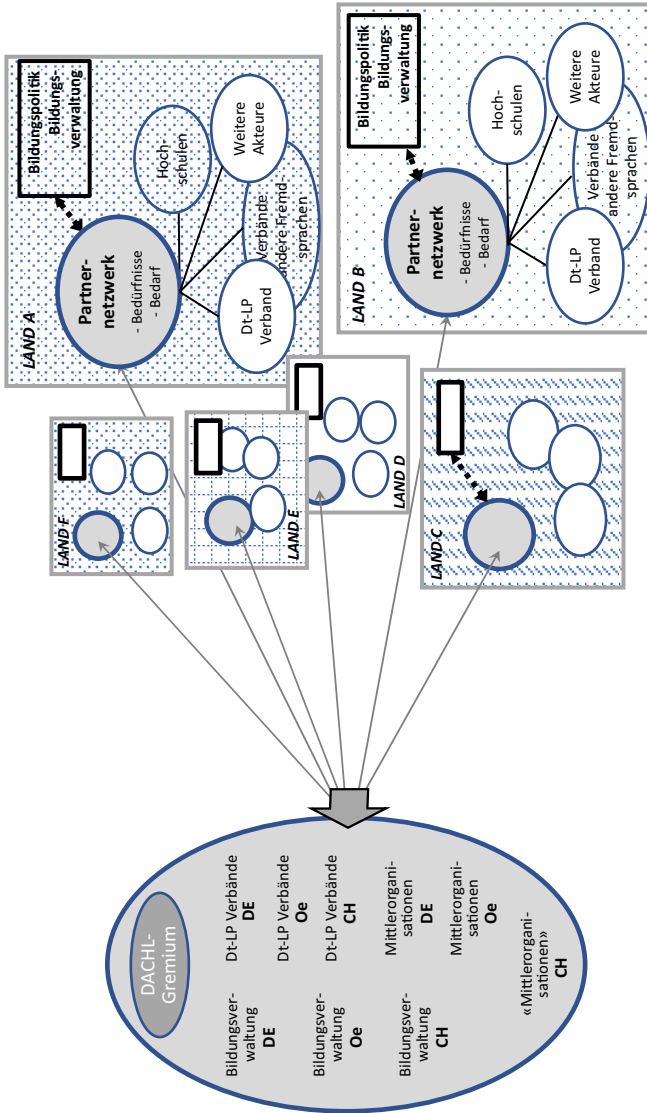 DACHL-
Gremium
Bildungsver-
waltung
DE
Bildungsver-
waltung
Oe
Bildungsver-
waltung
CH
Dt-LP Verbände
DE
Dt-LP Verbände
Oe
Dt-LP Verbände
CH
Mittlerorgani-
sationen
DE
Mittlerorgani-
sationen
Oe
«Mittlerorgani-
sationen»
CH
LAND F
LAND E
LAND D
LAND C
LAND A
Bildungspolitik
Bildungs-
verwaltung
Partner-
netzwerk
- Bedürfnisse
- Bedarf
Hoch-
schulen
Weitere
Akteure
Verbände
andere Fremd-
sprachen
Dt-LP
Verband
LAND B
Bildungspolitik
Bildungs-
verwaltung
Partner-
netzwerk
- Bedürfnisse
- Bedarf
Hoch-
schulen
Weitere
Akteure
Verbände
andere Fremd-
sprachen
Dt-LP
Verband